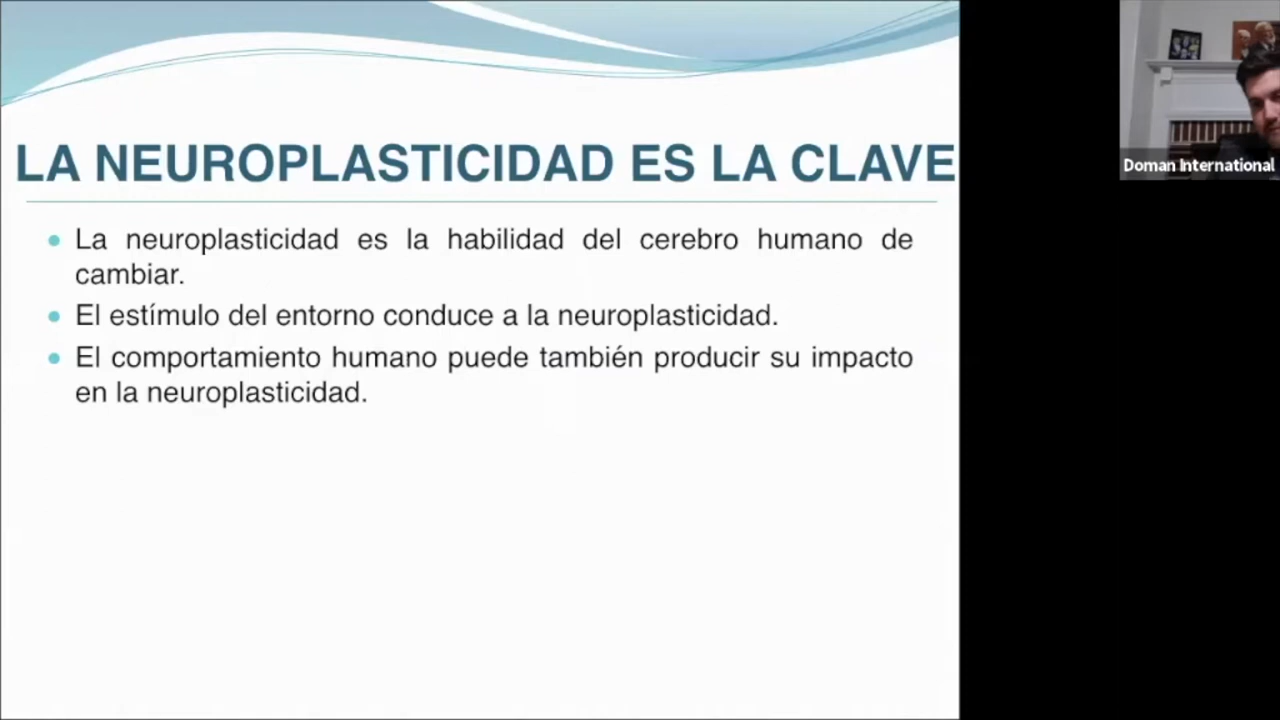 LA NEUROPLASTICIDAD ES LA CLAVE
La neuroplasticidad es la habilidad del cerebro humano de
cambiar.
El estímulo del entorno conduce a la neuroplasticidad.
El comportamiento humano puede también producir su impacto
en la neuroplasticidad.
Doman International